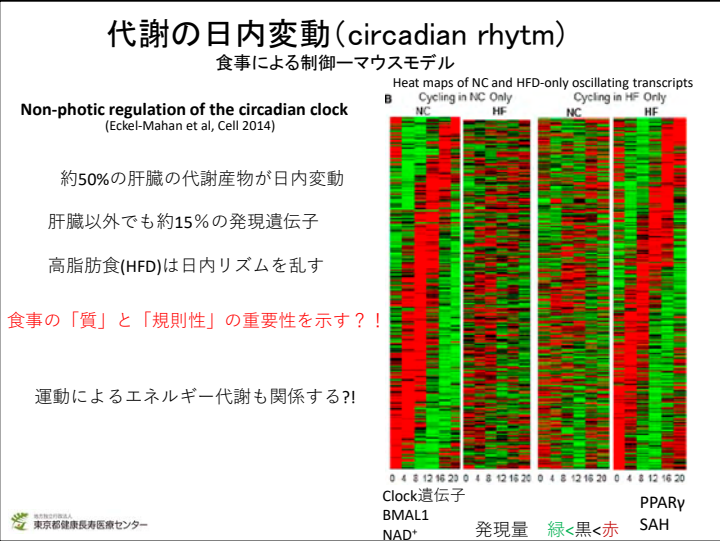 代謝の日内変動(circadian rhytm)
食事による制御ーマウスモデル
Non-photic regulation of the circadian clock
(Eckel-Mahan et al, Cell 2014)
約50%の肝臓の代謝産物が日内変動
肝臓以外でも約15%の発現遺伝子
高脂肪食(HFD)は日内リズムを乱す
食事の「質」と「規則性」の重要性を示す?!
運動によるエネルギー代謝も関係する?!
Heat maps of NC and HFD-only oscillating transcripts
B Cycling in NC Only Cycling in HF Only
NC HF NC HF
0 4 8 12 16 20 0 4 8 12 16 20 0 4 8 12 16 20 0 4 8 12 16 20
Clock遺伝子
BMAL1
NAD+
発現量 緑<黒<赤
PPARγ
SAH
地方独立行政法人
東京都健康長寿医療センター